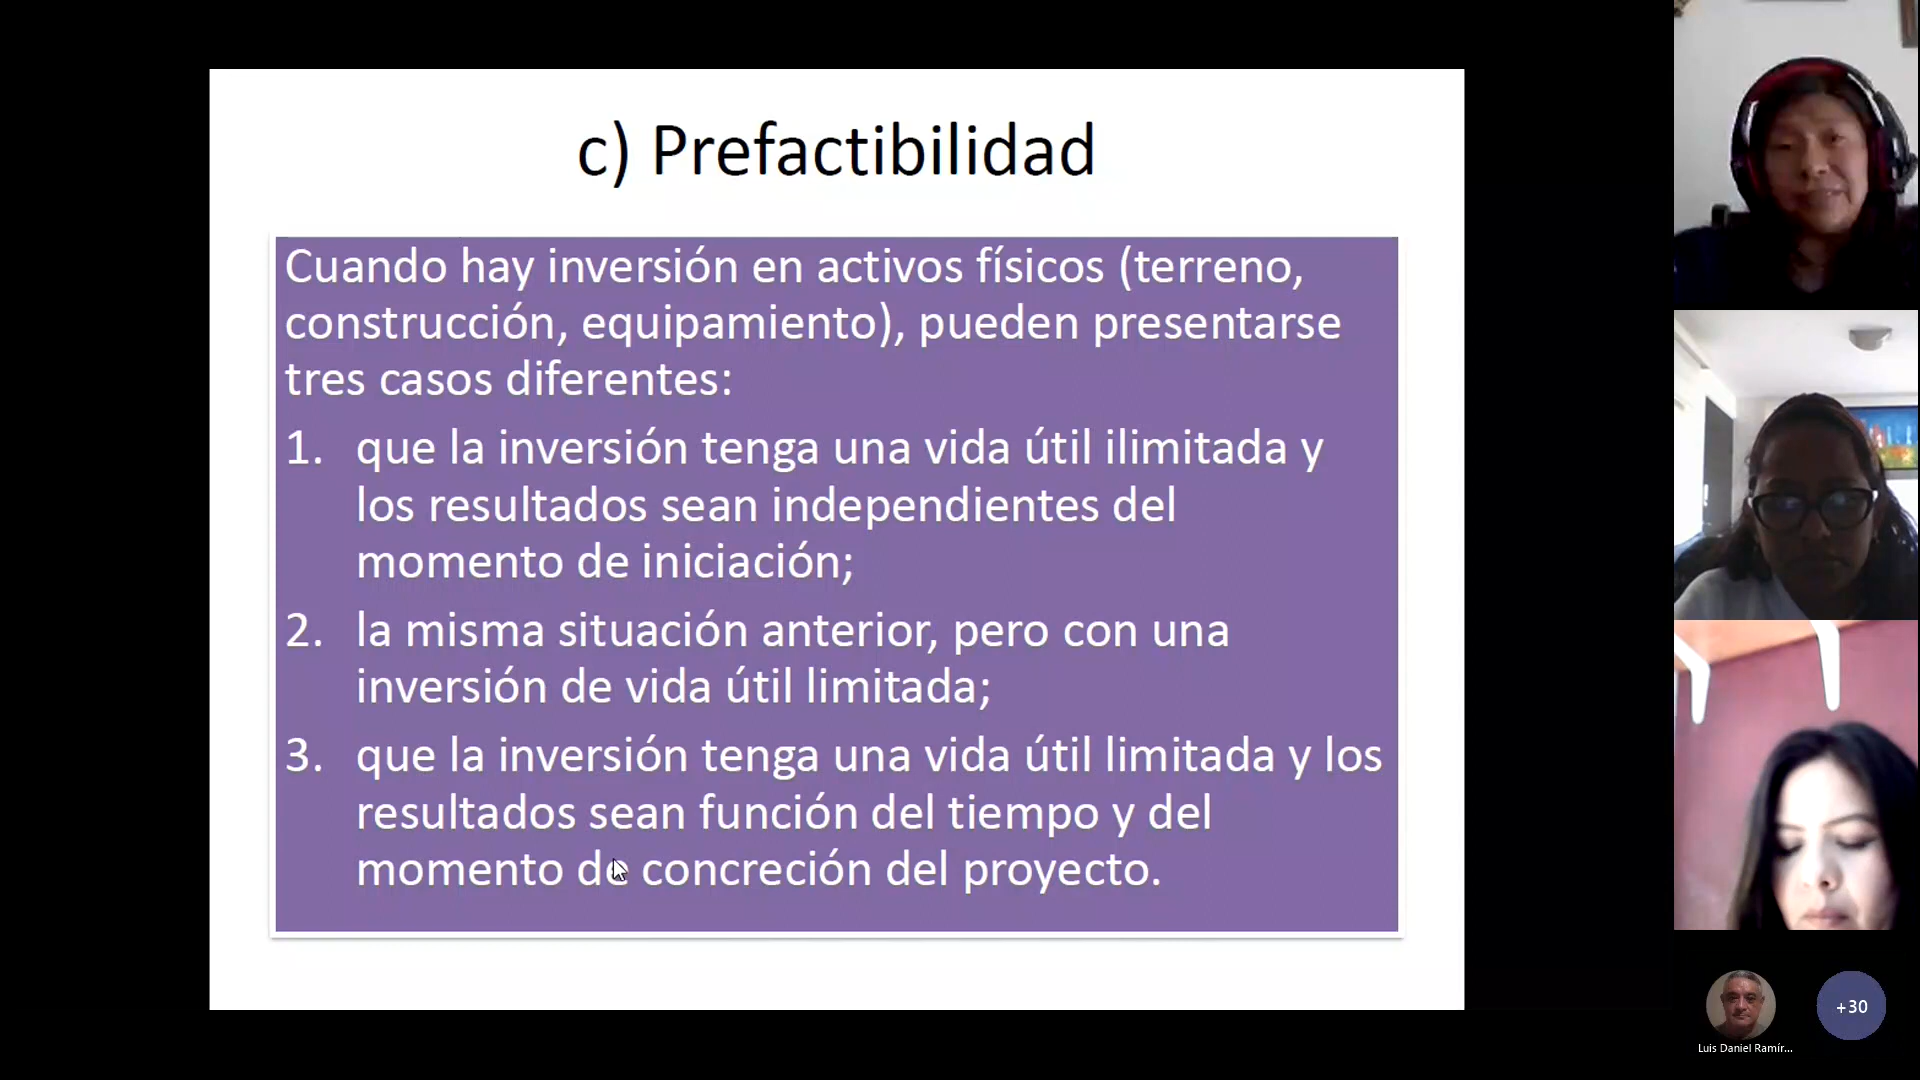 c) Prefactibilidad
Cuando hay inversión en activos físicos (terreno,
construcción, equipamiento), pueden presentarse
tres casos diferentes:
1. que la inversión tenga una vida útil ilimitada y
los resultados sean independientes del
momento de iniciación;
2. la misma situación anterior, pero con una
inversión de vida útil limitada;
3. que la inversión tenga una vida útil limitada y los
resultados sean función del tiempo y del
momento de concreción del proyecto.
+30
Luis Daniel Ramír...